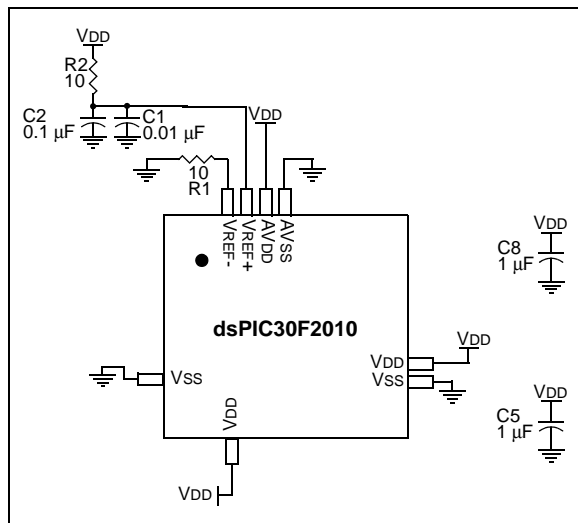 VDD
R2
10
C2
0.1 µF
C1
0.01 µF
VDD
10
R1
VREF-
VREF+
AVDD
AVSS
VDD
C8
1 µF
dsPIC30F2010
VDD
VDD
VSS
VSS
VDD
VDD
C5
1 µF
VDD